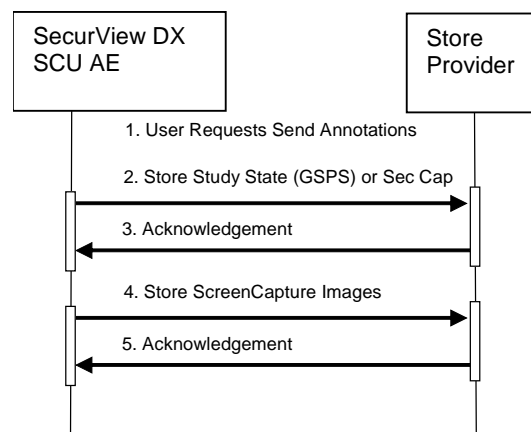 SecurView DX
SCU AE
Store
Provider
1. User Requests Send Annotations
2. Store Study State (GSPS) or Sec Cap
3. Acknowledgement
4. Store ScreenCapture Images
5. Acknowledgement